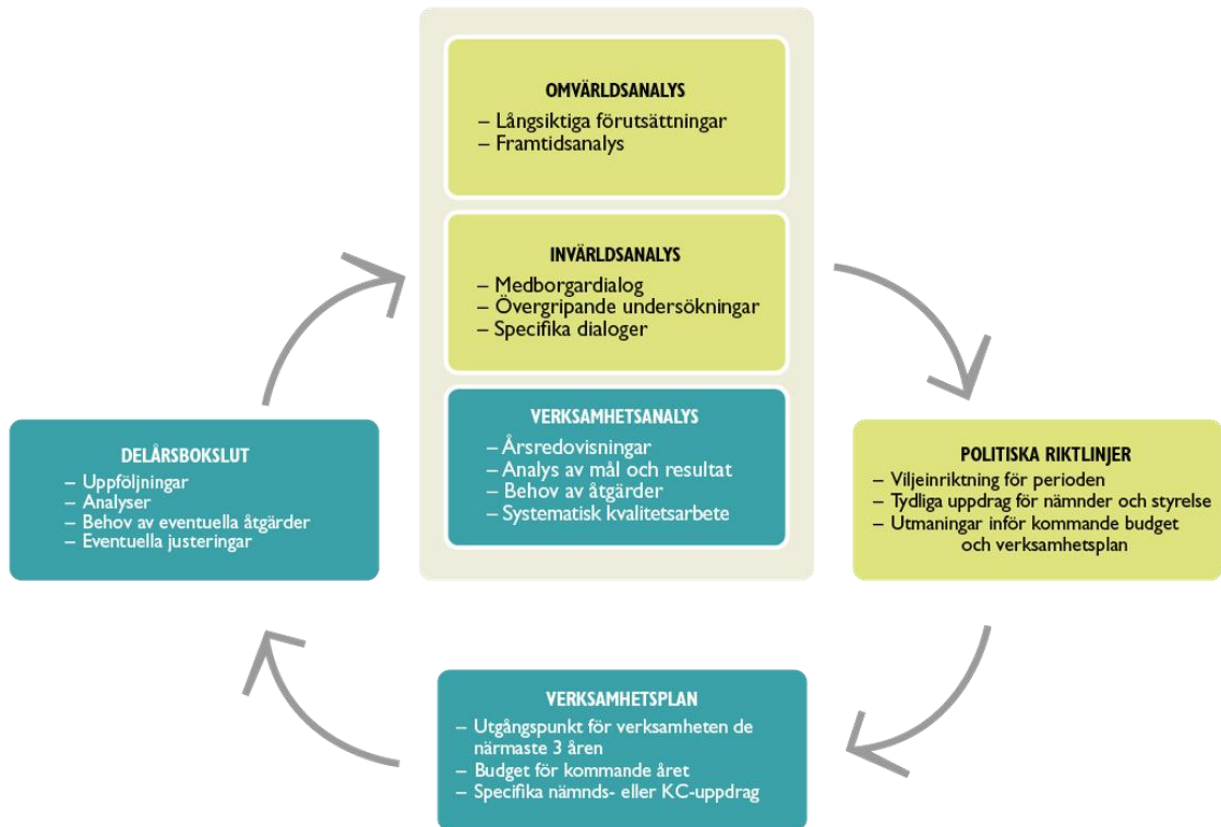 OMVÄRLDSANALYS
– Långsiktiga förutsättningar
– Framtidsanalys
INVÄRLDSANALYS
– Medborgardialog
– Övergripande undersökningar
– Specifika dialoger
VERKSAMHETSANALYS
– Årsredovisningar
– Analys av mål och resultat
– Behov av åtgärder
– Systematisk kvalitetsarbete
POLITISKA RIKTLINJER
– Viljeinriktning för perioden
– Tydliga uppdrag för nämnder och styrelse
– Utmaningar inför kommande budget
och verksamhetsplan
VERKSAMHETSPLAN
– Utgångspunkt för verksamheten de
närmaste 3 åren
– Budget för kommande året
– Specifika nämnds- eller KC-uppdrag
DELÅRSBOKSLUT
– Uppföljningar
– Analyser
– Behov av eventuella åtgärder
– Eventuella justeringar